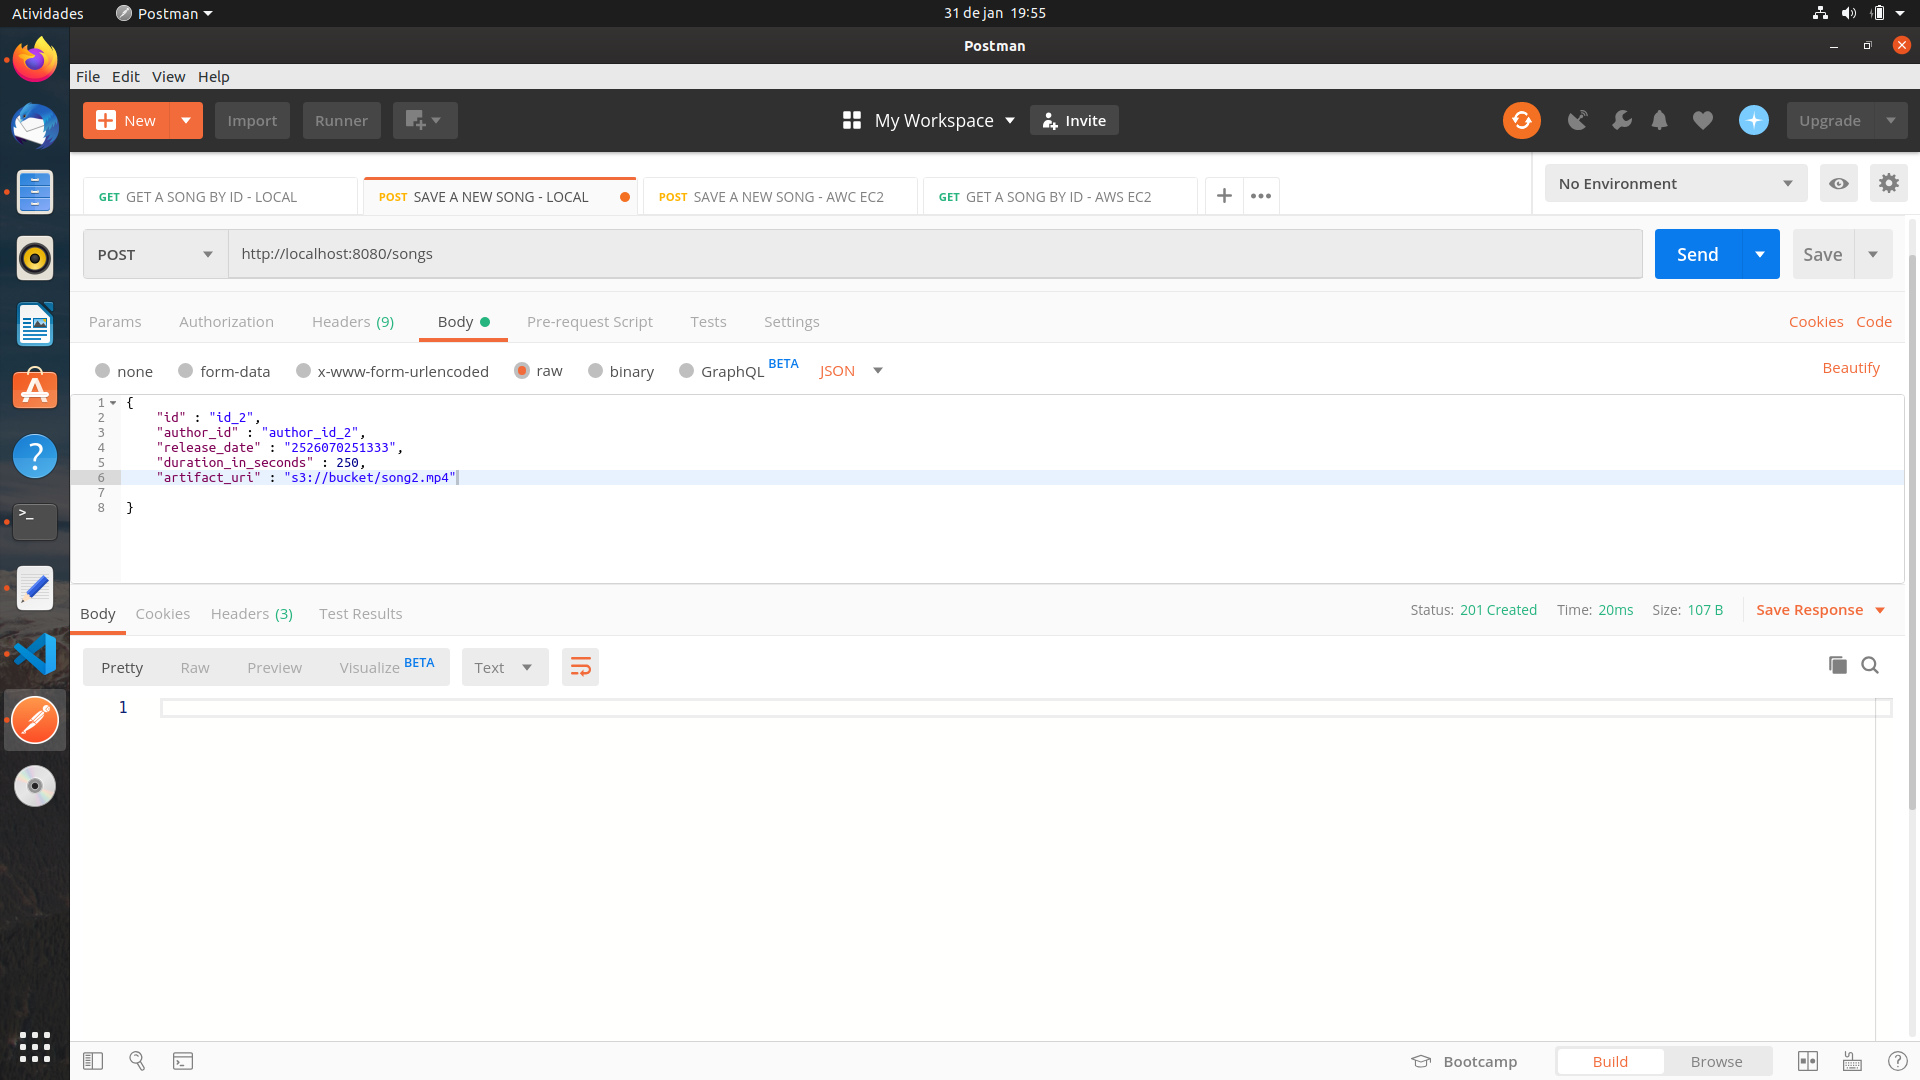 Atividades Postman 31 de jan 19:55
Postman
File Edit View Help
New Import Runner My Workspace Invite Upgrade
GET GET A SONG BY ID - LOCAL POST SAVE A NEW SONG - LOCAL POST SAVE A NEW SONG - AWC EC2 GET GET A SONG BY ID - AWS EC2 No Environment
POST http://localhost:8080/songs Send Save
Params Authorization Headers (9) Body Pre-request Script Tests Settings Cookies Code
none form-data x-www-form-urlencoded raw binary GraphQL BETA JSON Beautify
1 {
2 "id" : "id_2",
3 "author_id" : "author_id_2",
4 "release_date" : "2526070251333",
5 "duration_in_seconds" : 250,
6 "artifact_uri" : "s3://bucket/song2.mp4"
7
8 }
Body Cookies Headers (3) Test Results Status: 201 Created Time: 20ms Size: 107 B Save Response
Pretty Raw Preview Visualize BETA Text
1
Bootcamp Build Browse